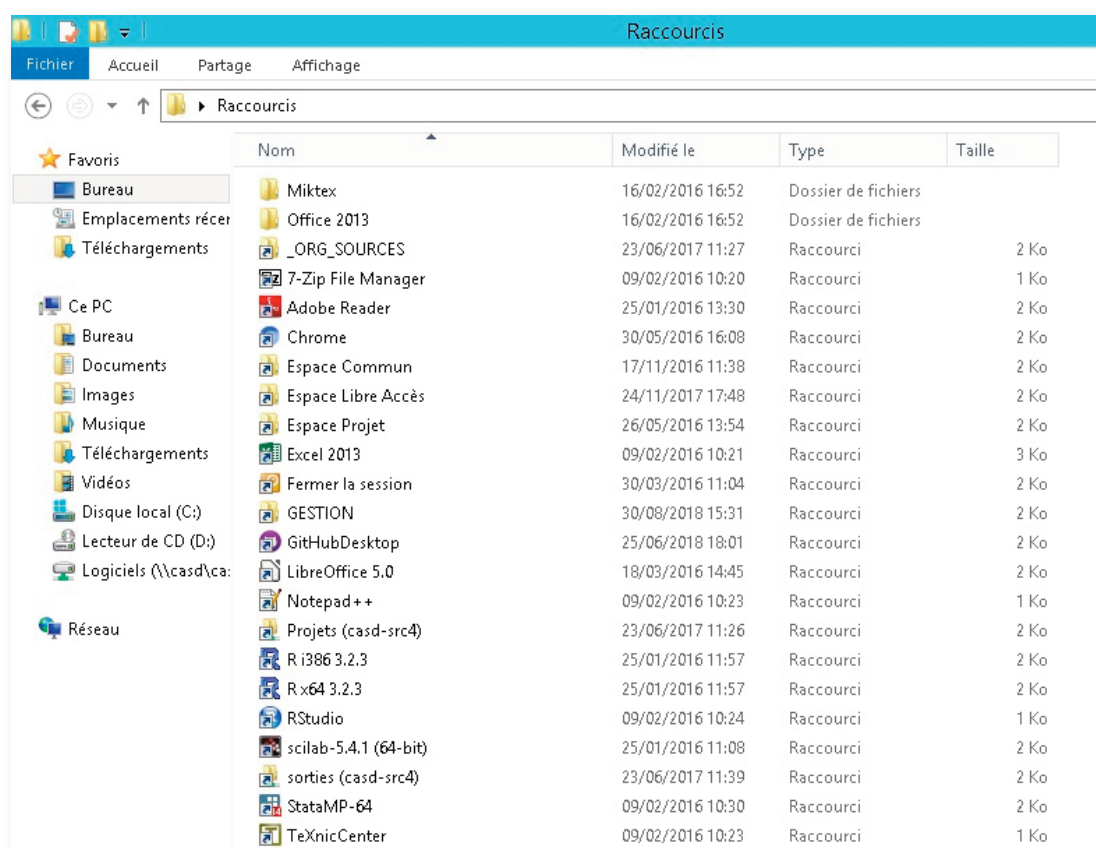 Raccourcis
Fichier Accueil Partage Affichage
Raccourcis
Nom Modifié le Type Taille
Favoris
Bureau
Emplacements récer
Téléchargements
Ce PC
Bureau
Documents
Images
Musique
Téléchargements
Vidéos
Disque local (C:)
Lecteur de CD (D:)
Logiciels (\\casd\ca:
Réseau
Miktex 16/02/2016 16:52 Dossier de fichiers
Office 2013 16/02/2016 16:52 Dossier de fichiers
_ORG_SOURCES 23/06/2017 11:27 Raccourci 2 Ko
7-Zip File Manager 09/02/2016 10:20 Raccourci 1 Ko
Adobe Reader 25/01/2016 13:30 Raccourci 2 Ko
Chrome 30/05/2016 16:08 Raccourci 2 Ko
Espace Commun 17/11/2016 11:38 Raccourci 2 Ko
Espace Libre Accès 24/11/2017 17:48 Raccourci 2 Ko
Espace Projet 26/05/2016 13:54 Raccourci 2 Ko
Excel 2013 09/02/2016 10:21 Raccourci 3 Ko
Fermer la session 30/03/2016 11:04 Raccourci 2 Ko
GESTION 30/08/2018 15:31 Raccourci 2 Ko
GitHubDesktop 25/06/2018 18:01 Raccourci 2 Ko
LibreOffice 5.0 18/03/2016 14:45 Raccourci 2 Ko
Notepad++ 09/02/2016 10:23 Raccourci 1 Ko
Projets (casd-src4) 23/06/2017 11:26 Raccourci 2 Ko
R i386 3.2.3 25/01/2016 11:57 Raccourci 2 Ko
R x64 3.2.3 25/01/2016 11:57 Raccourci 2 Ko
RStudio 09/02/2016 10:24 Raccourci 1 Ko
scilab-5.4.1 (64-bit) 25/01/2016 11:08 Raccourci 2 Ko
sorties (casd-src4) 23/06/2017 11:39 Raccourci 2 Ko
StataMP-64 09/02/2016 10:30 Raccourci 2 Ko
TeXnicCenter 09/02/2016 10:23 Raccourci 1 Ko